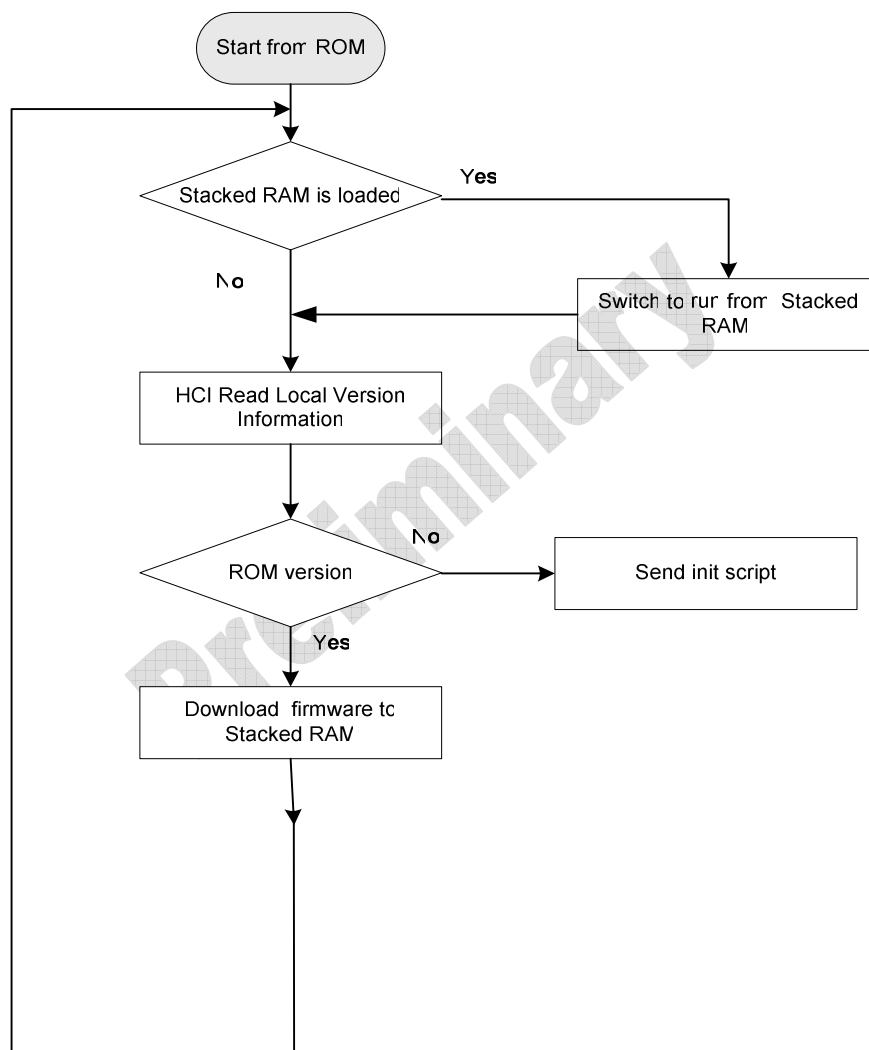 Start from ROM
Stacked RAM is loaded
Yes
No
Switch to run from Stacked
RAM
HCI Read Local Version
Information
No
ROM version
Send init script
Yes
Download firmware to
Stacked RAM
Preliminary